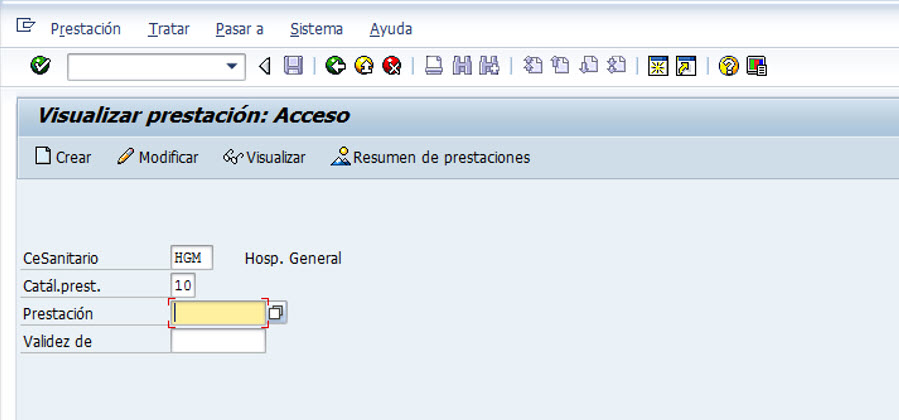 Prestación Tratar Pasar a Sistema Ayuda
Visualizar prestación: Acceso
Crear Modificar Visualizar Resumen de prestaciones
CeSanitario HGM Hosp. General
Catál.prest. 10
Prestación
Validez de